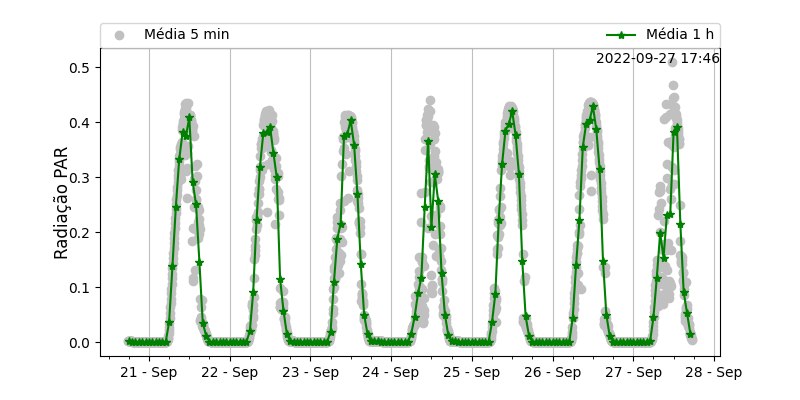 Média 5 min
Média 1 h
2022-09-27 17:46
Radiação PAR
0.5
0.4
0.3
0.2
0.1
0.0
21 - Sep
22 - Sep
23 - Sep
24 - Sep
25 - Sep
26 - Sep
27 - Sep
28 - Sep